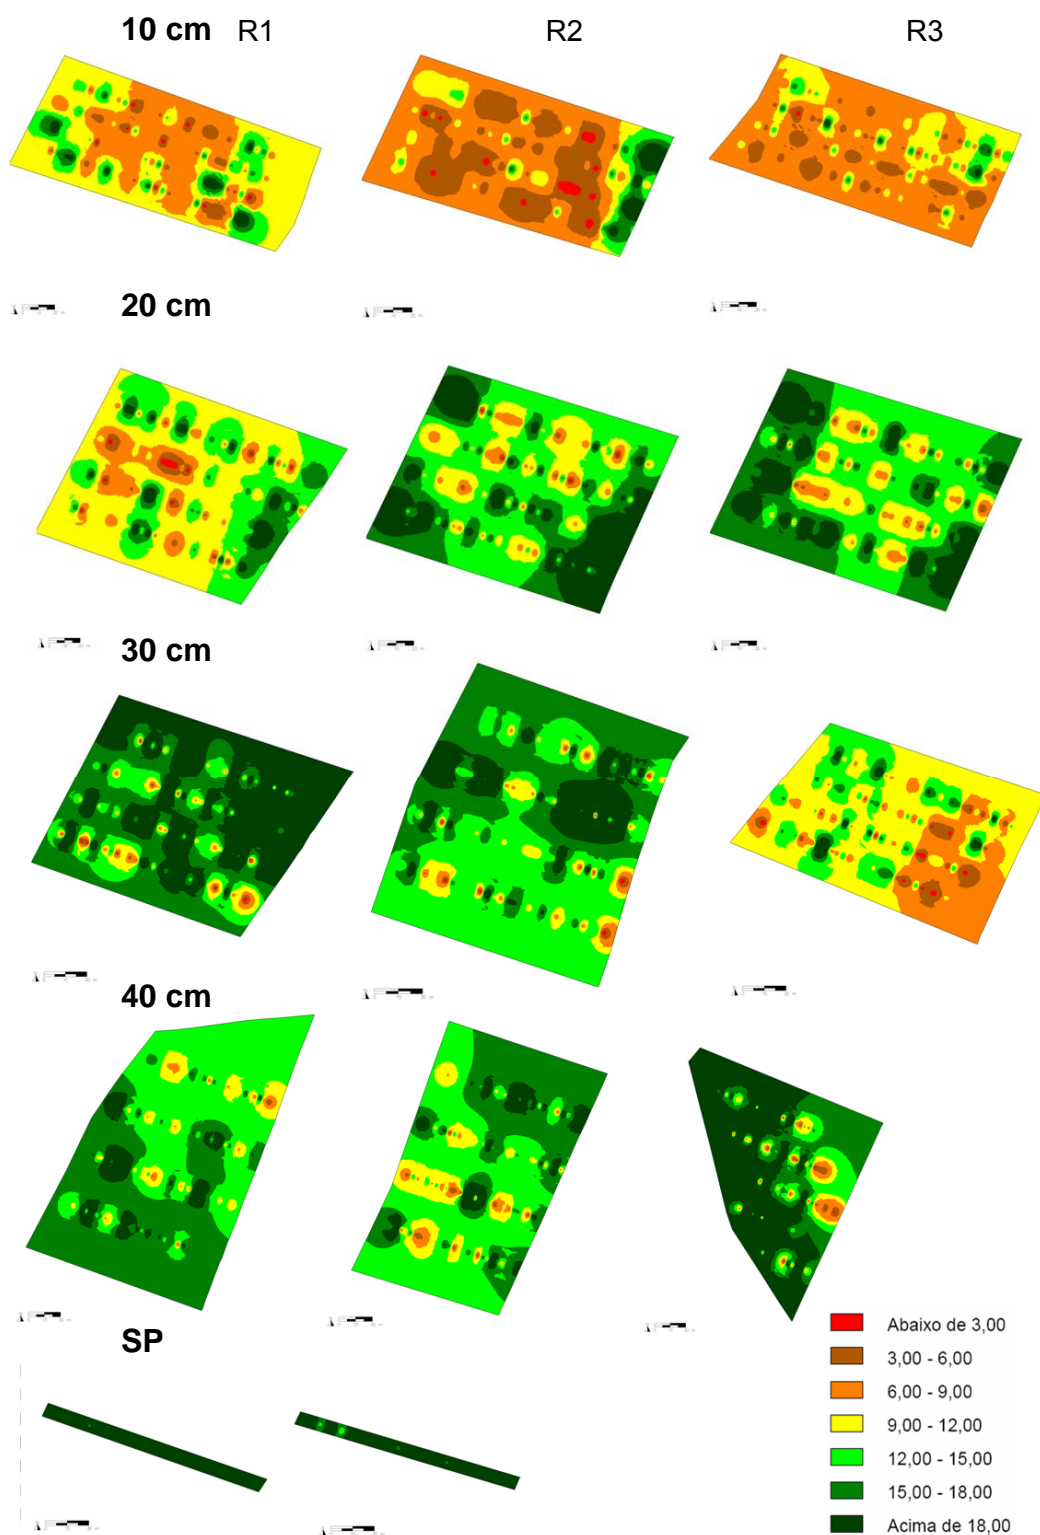 10 cm R1 R2 R3
20 cm
30 cm
40 cm
SP
Abaixo de 3,00
3,00 - 6,00
6,00 - 9,00
9,00 - 12,00
12,00 - 15,00
15,00 - 18,00
Acima de 18,00